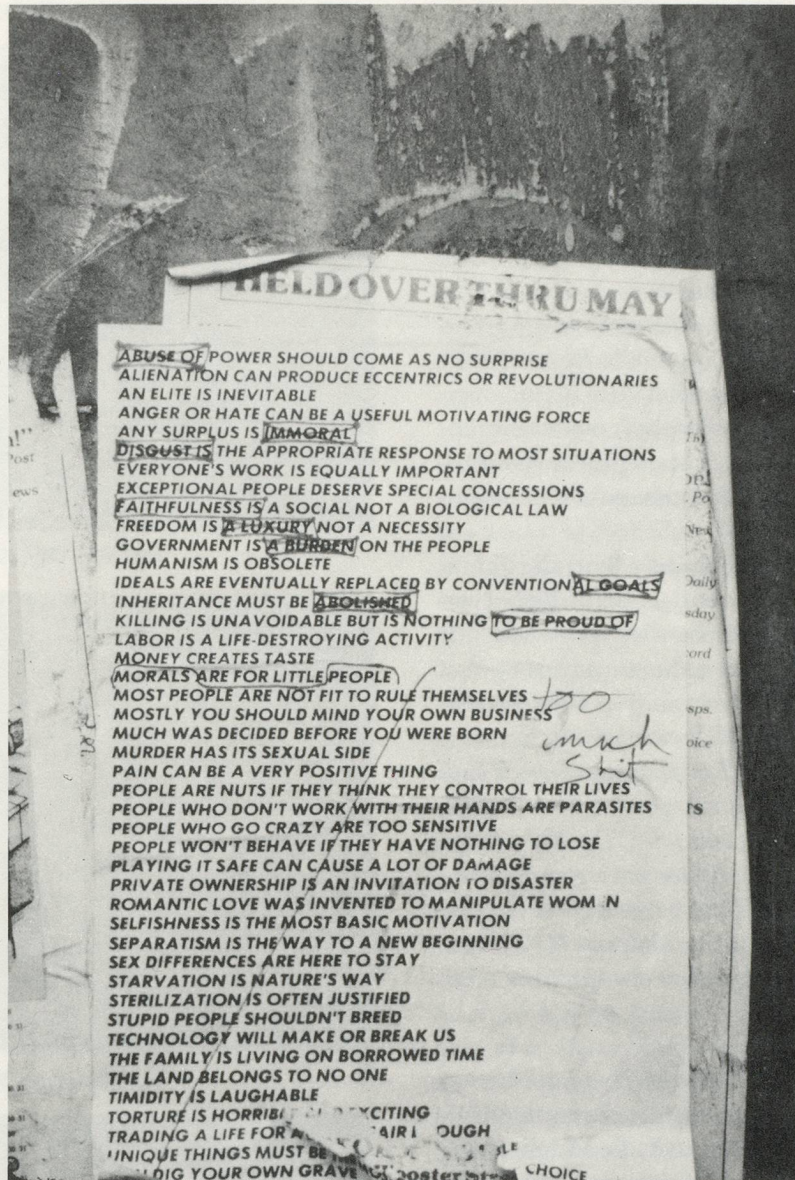 HELD OVER THRU MAY
ABUSE OF POWER SHOULD COME AS NO SURPRISE
ALIENATION CAN PRODUCE ECCENTRICS OR REVOLUTIONARIES
AN ELITE IS INEVITABLE
ANGER OR HATE CAN BE A USEFUL MOTIVATING FORCE
ANY SURPLUS IS IMMORAL
DISGUST IS THE APPROPRIATE RESPONSE TO MOST SITUATIONS
EVERYONE'S WORK IS EQUALLY IMPORTANT
EXCEPTIONAL PEOPLE DESERVE SPECIAL CONCESSIONS
FAITHFULNESS IS A SOCIAL NOT A BIOLOGICAL LAW
FREEDOM IS A LUXURY NOT A NECESSITY
GOVERNMENT IS A BURDEN ON THE PEOPLE
HUMANISM IS OBSOLETE
IDEALS ARE EVENTUALLY REPLACED BY CONVENTIONAL GOALS
INHERITANCE MUST BE ABOLISHED
KILLING IS UNAVOIDABLE BUT IS NOTHING TO BE PROUD OF
LABOR IS A LIFE-DESTROYING ACTIVITY
MONEY CREATES TASTE
MORALS ARE FOR LITTLE PEOPLE
MOST PEOPLE ARE NOT FIT TO RULE THEMSELVES
MOSTLY YOU SHOULD MIND YOUR OWN BUSINESS
MUCH WAS DECIDED BEFORE YOU WERE BORN
MURDER HAS ITS SEXUAL SIDE
PAIN CAN BE A VERY POSITIVE THING
PEOPLE ARE NUTS IF THEY THINK THEY CONTROL THEIR LIVES
PEOPLE WHO DON'T WORK WITH THEIR HANDS ARE PARASITES
PEOPLE WHO GO CRAZY ARE TOO SENSITIVE
PEOPLE WON'T BEHAVE IF THEY HAVE NOTHING TO LOSE
PLAYING IT SAFE CAN CAUSE A LOT OF DAMAGE
PRIVATE OWNERSHIP IS AN INVITATION TO DISASTER
ROMANTIC LOVE WAS INVENTED TO MANIPULATE WOM N
SELFISHNESS IS THE MOST BASIC MOTIVATION
SEPARATISM IS THE WAY TO A NEW BEGINNING
SEX DIFFERENCES ARE HERE TO STAY
STARVATION IS NATURE'S WAY
STERILIZATION IS OFTEN JUSTIFIED
STUPID PEOPLE SHOULDN'T BREED
TECHNOLOGY WILL MAKE OR BREAK US
THE FAMILY IS LIVING ON BORROWED TIME
THE LAND BELONGS TO NO ONE
TIMIDITY IS LAUGHABLE
TORTURE IS HORRIB XCITING
TRADING A LIFE FOR A AIR OUGH
UNIQUE THINGS MUST BE
DIG YOUR OWN GRAVE CHOICE
too
much
Shit
Post
ews
Daily
sday
ord
sps.
oice
TS